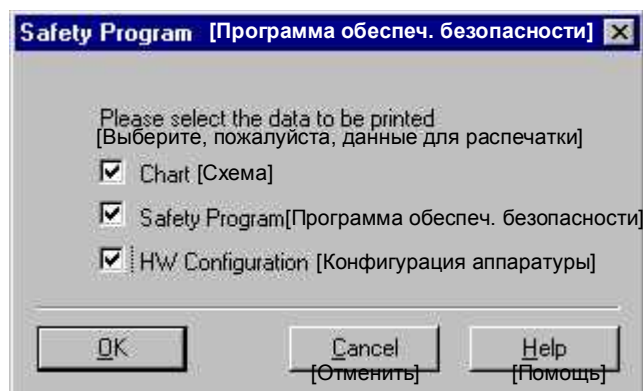 Safety Program [Программа обеспеч. безопасности]
Please select the data to be printed
[Выберите, пожалуйста, данные для распечатки]
Chart [Схема]
Safety Program[Программа обеспеч. безопасности]
HW Configuration [Конфигурация аппаратуры]
OK
Cancel
[Отменить]
Help
[Помощь]